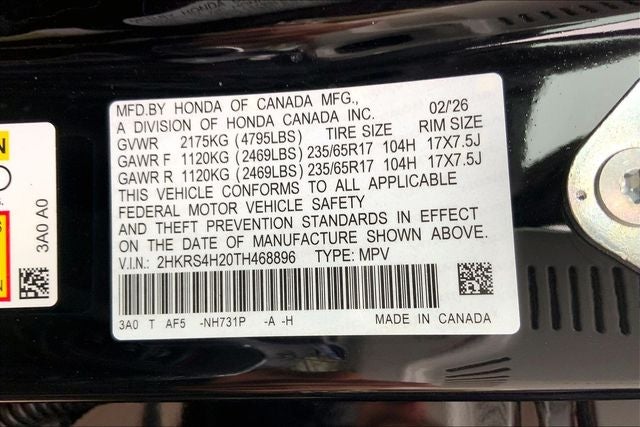 MFD.BY HONDA OF CANADA MFG., 02/26
A DIVISION OF HONDA CANADA INC.
GVWR 2175KG (4795LBS) TIRE SIZE RIM SIZE
GAWR F 1120KG (2469LBS) 235/65R17 104H 17X7.5J
GAWR R 1120KG (2469LBS) 235/65R17 104H 17X7.5J
THIS VEHICLE CONFORMS TO ALL APPLICABLE
FEDERAL MOTOR VEHICLE SAFETY
AND THEFT PREVENTION STANDARDS IN EFFECT
ON THE DATE OF MANUFACTURE SHOWN ABOVE.
V.I.N.: 2HKRS4H20TH468896 TYPE: MPV
3A0 T AF5 -NH731P -A -H MADE IN CANADA
3A0 A0